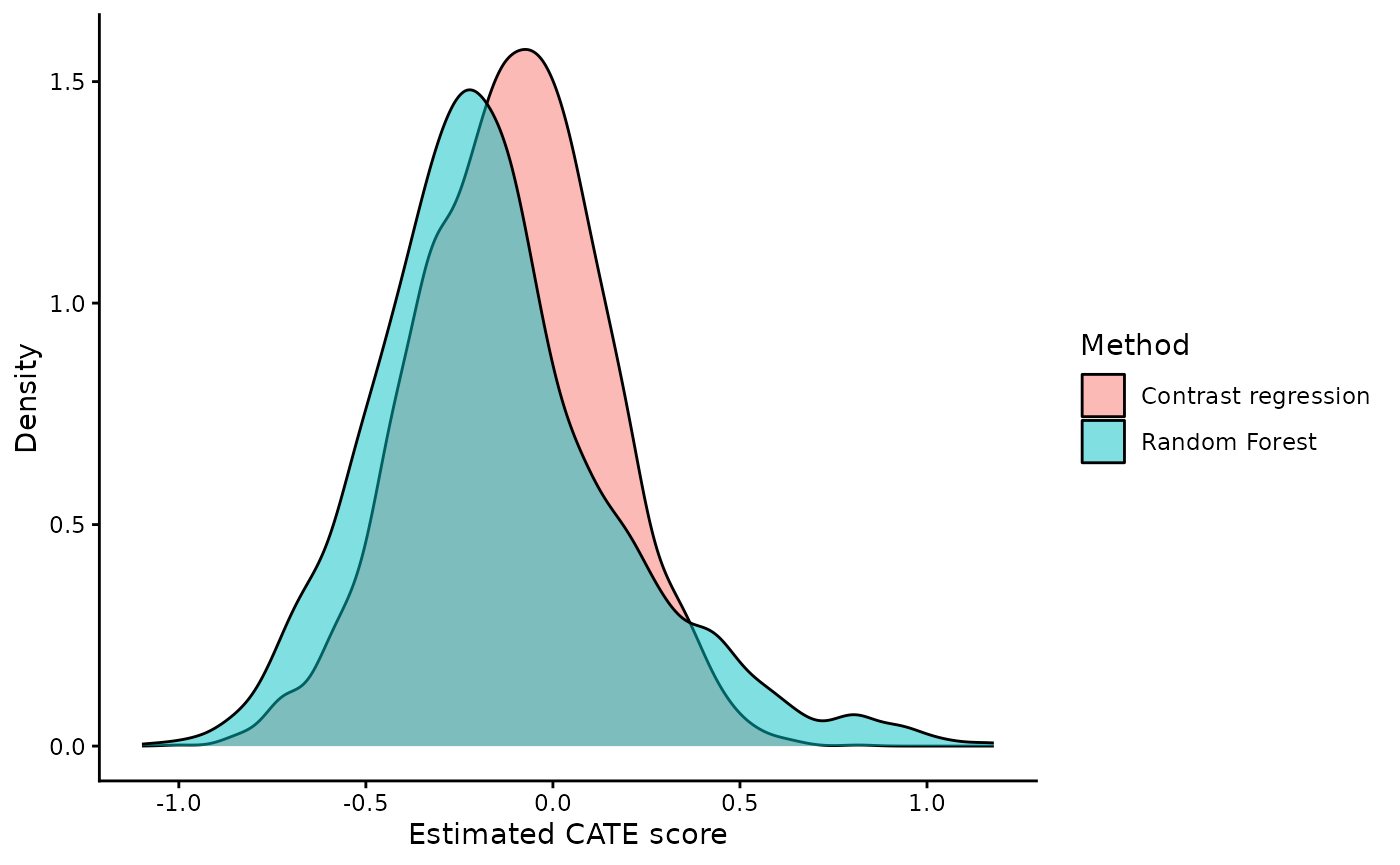 Density
1.5
1.0
0.5
0.0
-1.0 -0.5 0.0 0.5 1.0
Estimated CATE score
Method
Contrast regression
Random Forest